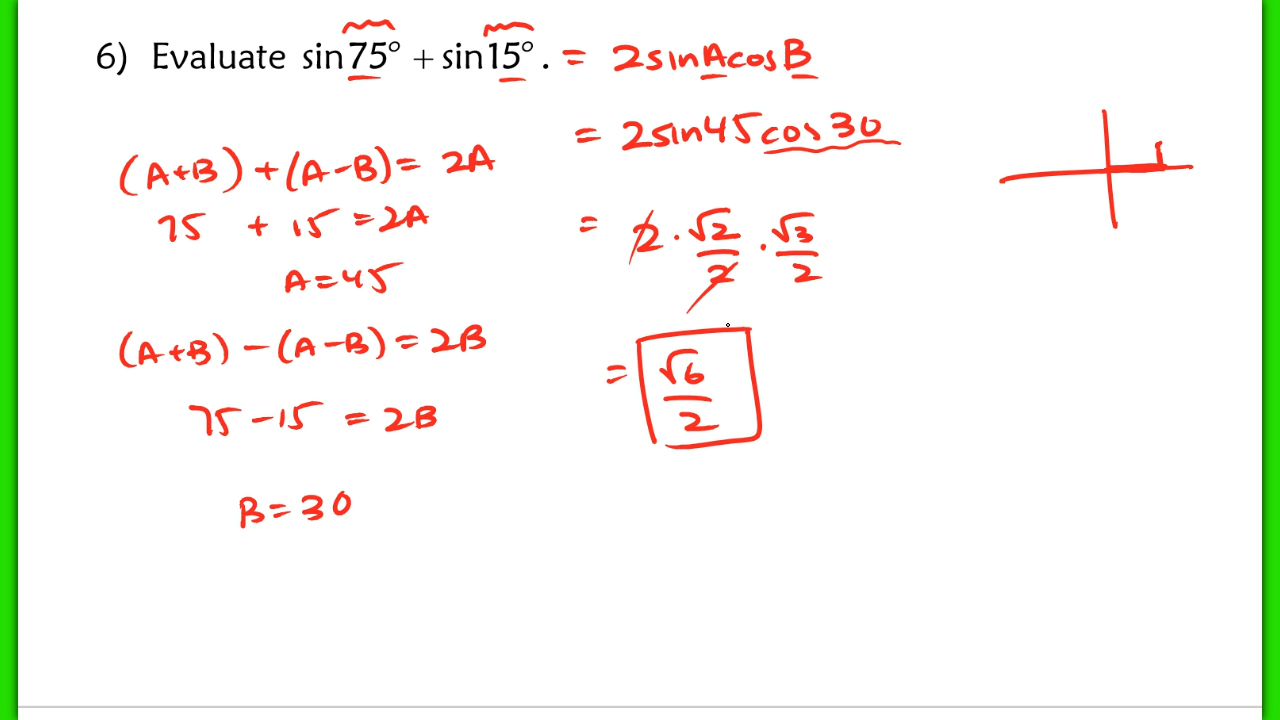 6) Evaluate sin75° + sin15°. = 2sinAcosB
= 2sin45cos30
= 2 · √2/2 · √3/2
= √6/2
(A+B) + (A-B) = 2A
75 + 15 = 2A
A = 45
(A+B) - (A-B) = 2B
75 - 15 = 2B
B = 30